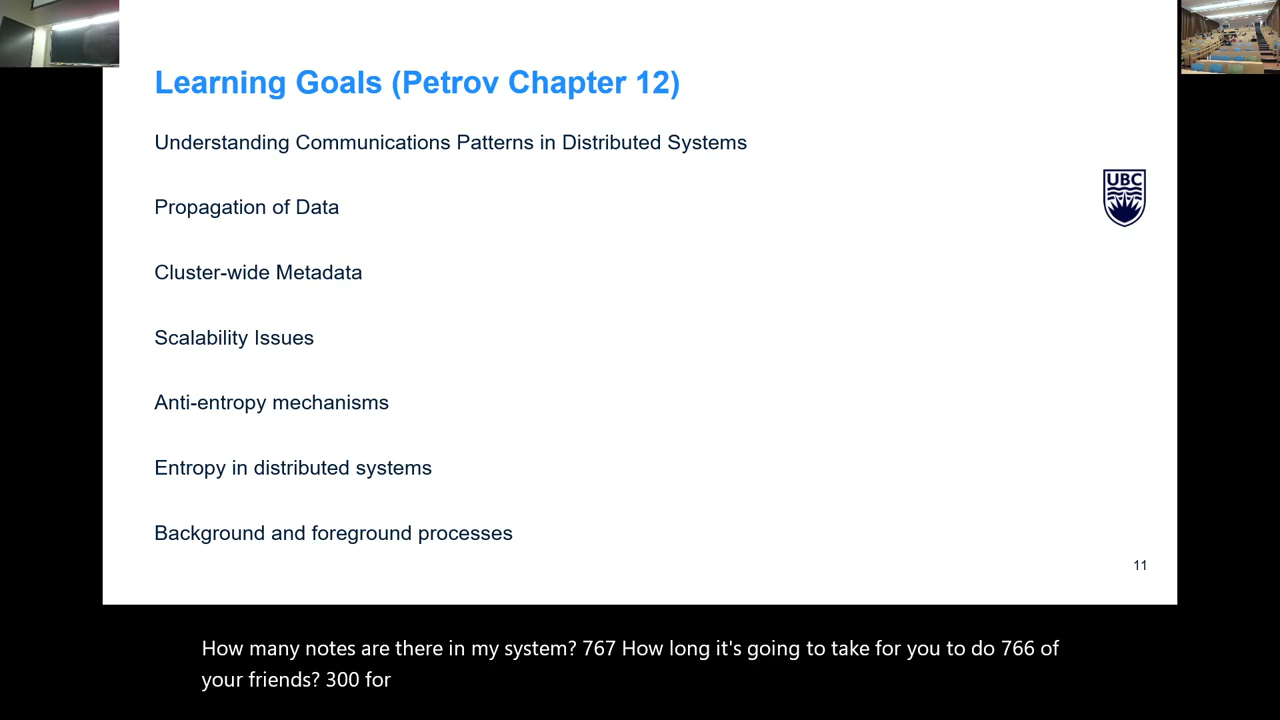 Learning Goals (Petrov Chapter 12)
Understanding Communications Patterns in Distributed Systems
UBC
Propagation of Data
Cluster-wide Metadata
Scalability Issues
Anti-entropy mechanisms
Entropy in distributed systems
Background and foreground processes
11
How many notes are there in my system? 767 How long it's going to take for you to do 766 of
your friends? 300 for